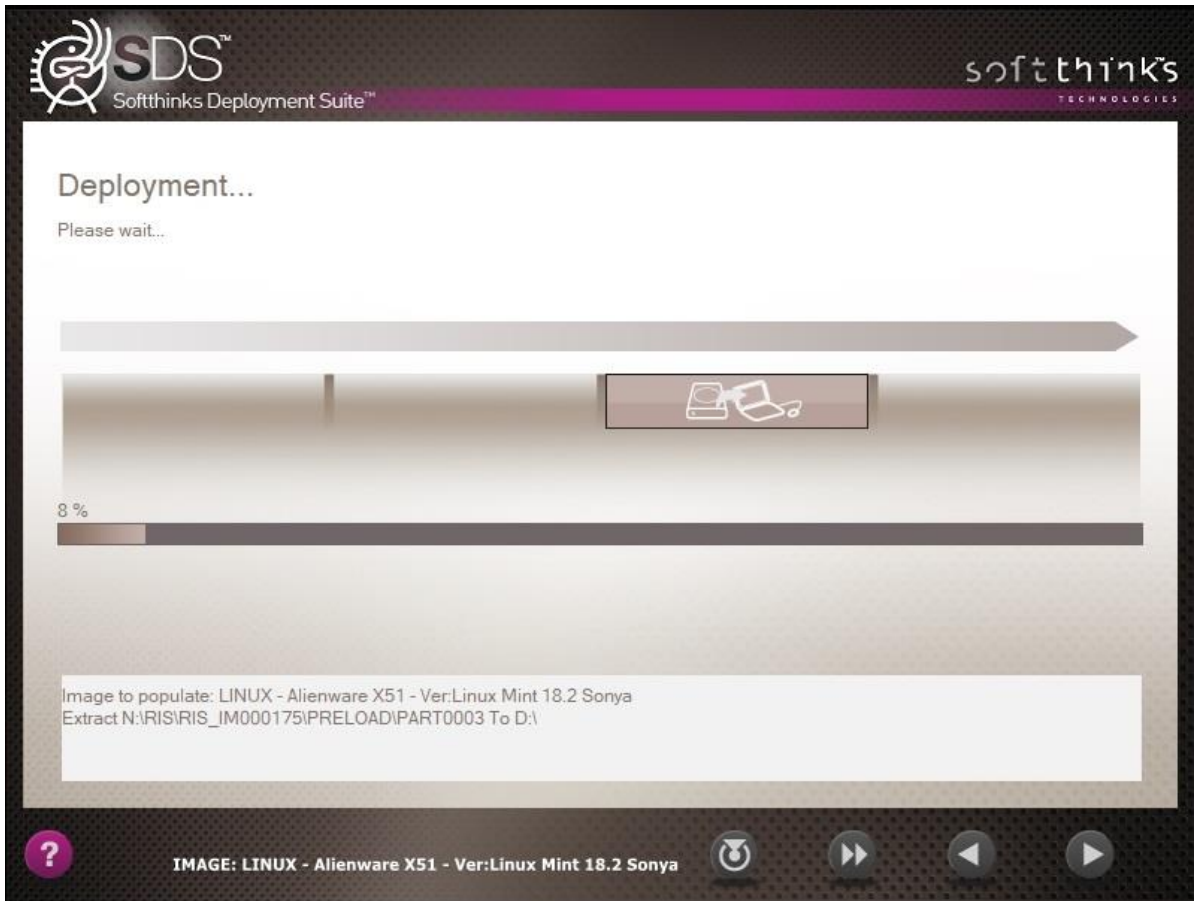 SDS™
Softthinks Deployment Suite™
softthinks™
TECHNOLOGIES
Deployment...
Please wait...
8 %
Image to populate: LINUX - Alienware X51 - Ver:Linux Mint 18.2 Sonya
Extract N:\RIS\RIS_IM000175\PRELOAD\PART0003 To D:\
?
IMAGE: LINUX - Alienware X51 - Ver:Linux Mint 18.2 Sonya